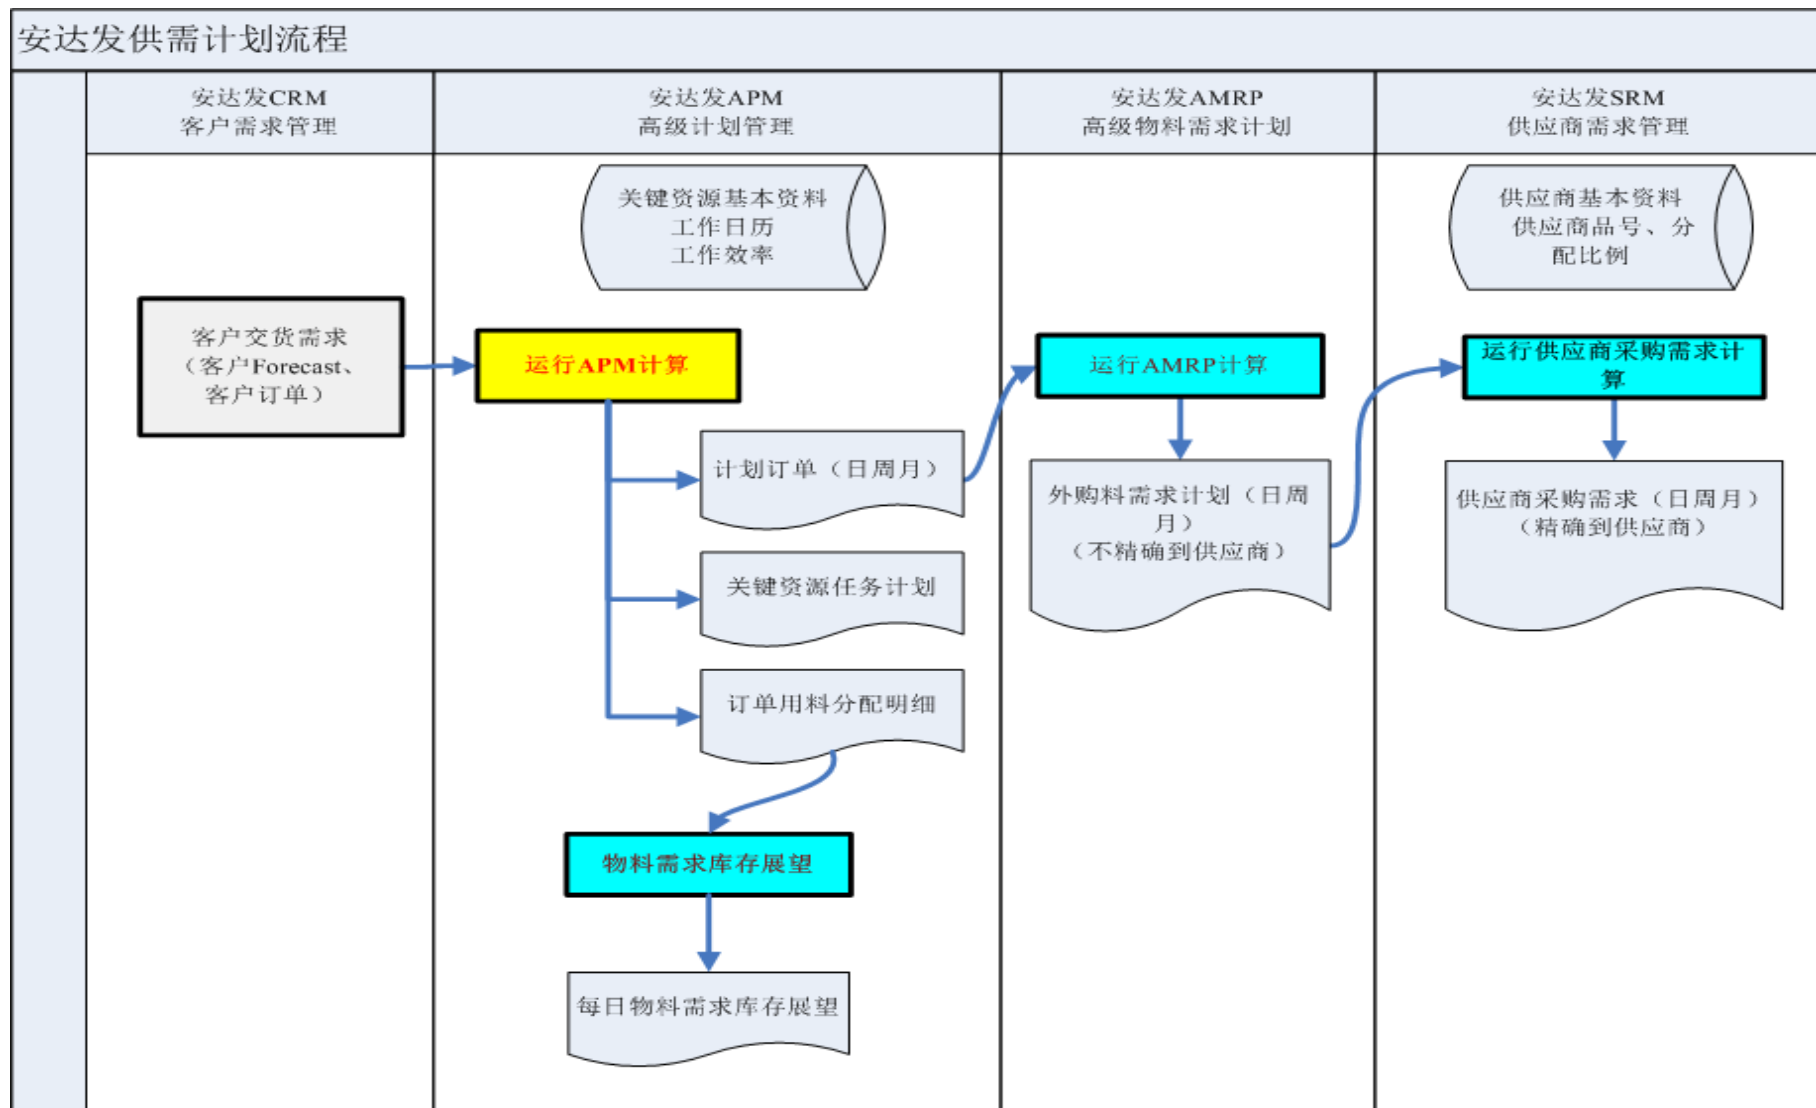 安达发供需计划流程
安达发CRM
客户需求管理
安达发APM
高级计划管理
安达发AMRP
高级物料需求计划
安达发SRM
供应商需求管理
关键资源基本资料
工作日历
工作效率
供应商基本资料
供应商品号、分
配比例
客户交货需求
（客户Forecast、
客户订单）
运行APM计算
运行AMRP计算
运行供应商采购需求计
算
计划订单（日周月）
外购料需求计划（日周
月）
（不精确到供应商）
供应商采购需求（日周月）
（精确到供应商）
关键资源任务计划
订单用料分配明细
物料需求库存展望
每日物料需求库存展望